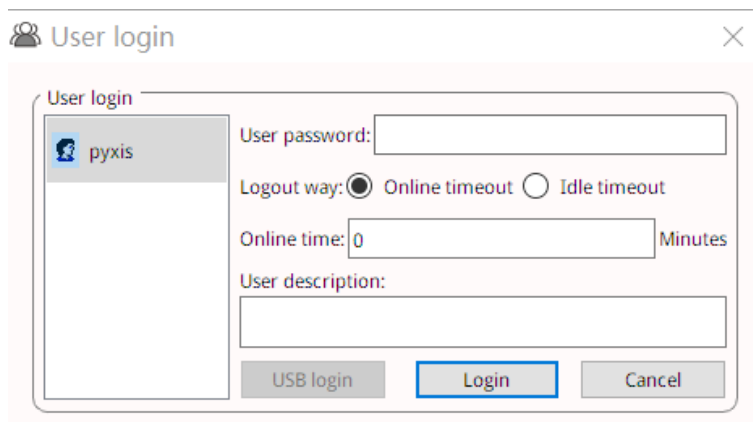 User login
User login
pyxis
User password:
Logout way: Online timeout Idle timeout
Online time: 0 Minutes
User description:
USB login Login Cancel